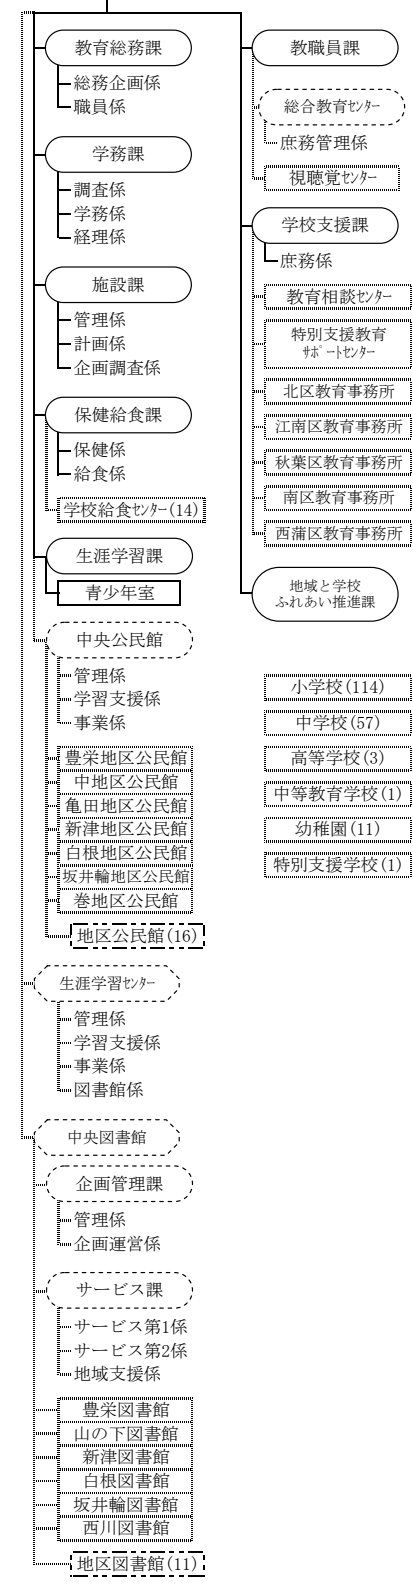 教育総務課
総務企画係
職員係
学務課
調査係
学務係
経理係
施設課
管理係
計画係
企画調査係
保健給食課
保健係
給食係
学校給食ｾﾝﾀｰ(14)
生涯学習課
青少年室
中央公民館
管理係
学習支援係
事業係
豊栄地区公民館
中地区公民館
亀田地区公民館
新津地区公民館
白根地区公民館
坂井輪地区公民館
巻地区公民館
地区公民館(16)
生涯学習ｾﾝﾀｰ
管理係
学習支援係
事業係
図書館係
中央図書館
企画管理課
管理係
企画運営係
サービス課
サービス第1係
サービス第2係
地域支援係
豊栄図書館
山の下図書館
新津図書館
白根図書館
坂井輪図書館
西川図書館
地区図書館(11)
教職員課
総合教育ｾﾝﾀｰ
庶務管理係
視聴覚ｾﾝﾀｰ
学校支援課
庶務係
教育相談ｾﾝﾀｰ
特別支援教育
ｻﾎﾟｰﾄｾﾝﾀｰ
北区教育事務所
江南区教育事務所
秋葉区教育事務所
南区教育事務所
西蒲区教育事務所
地域と学校
ふれあい推進課
小学校(114)
中学校(57)
高等学校(3)
中等教育学校(1)
幼稚園(11)
特別支援学校(1)